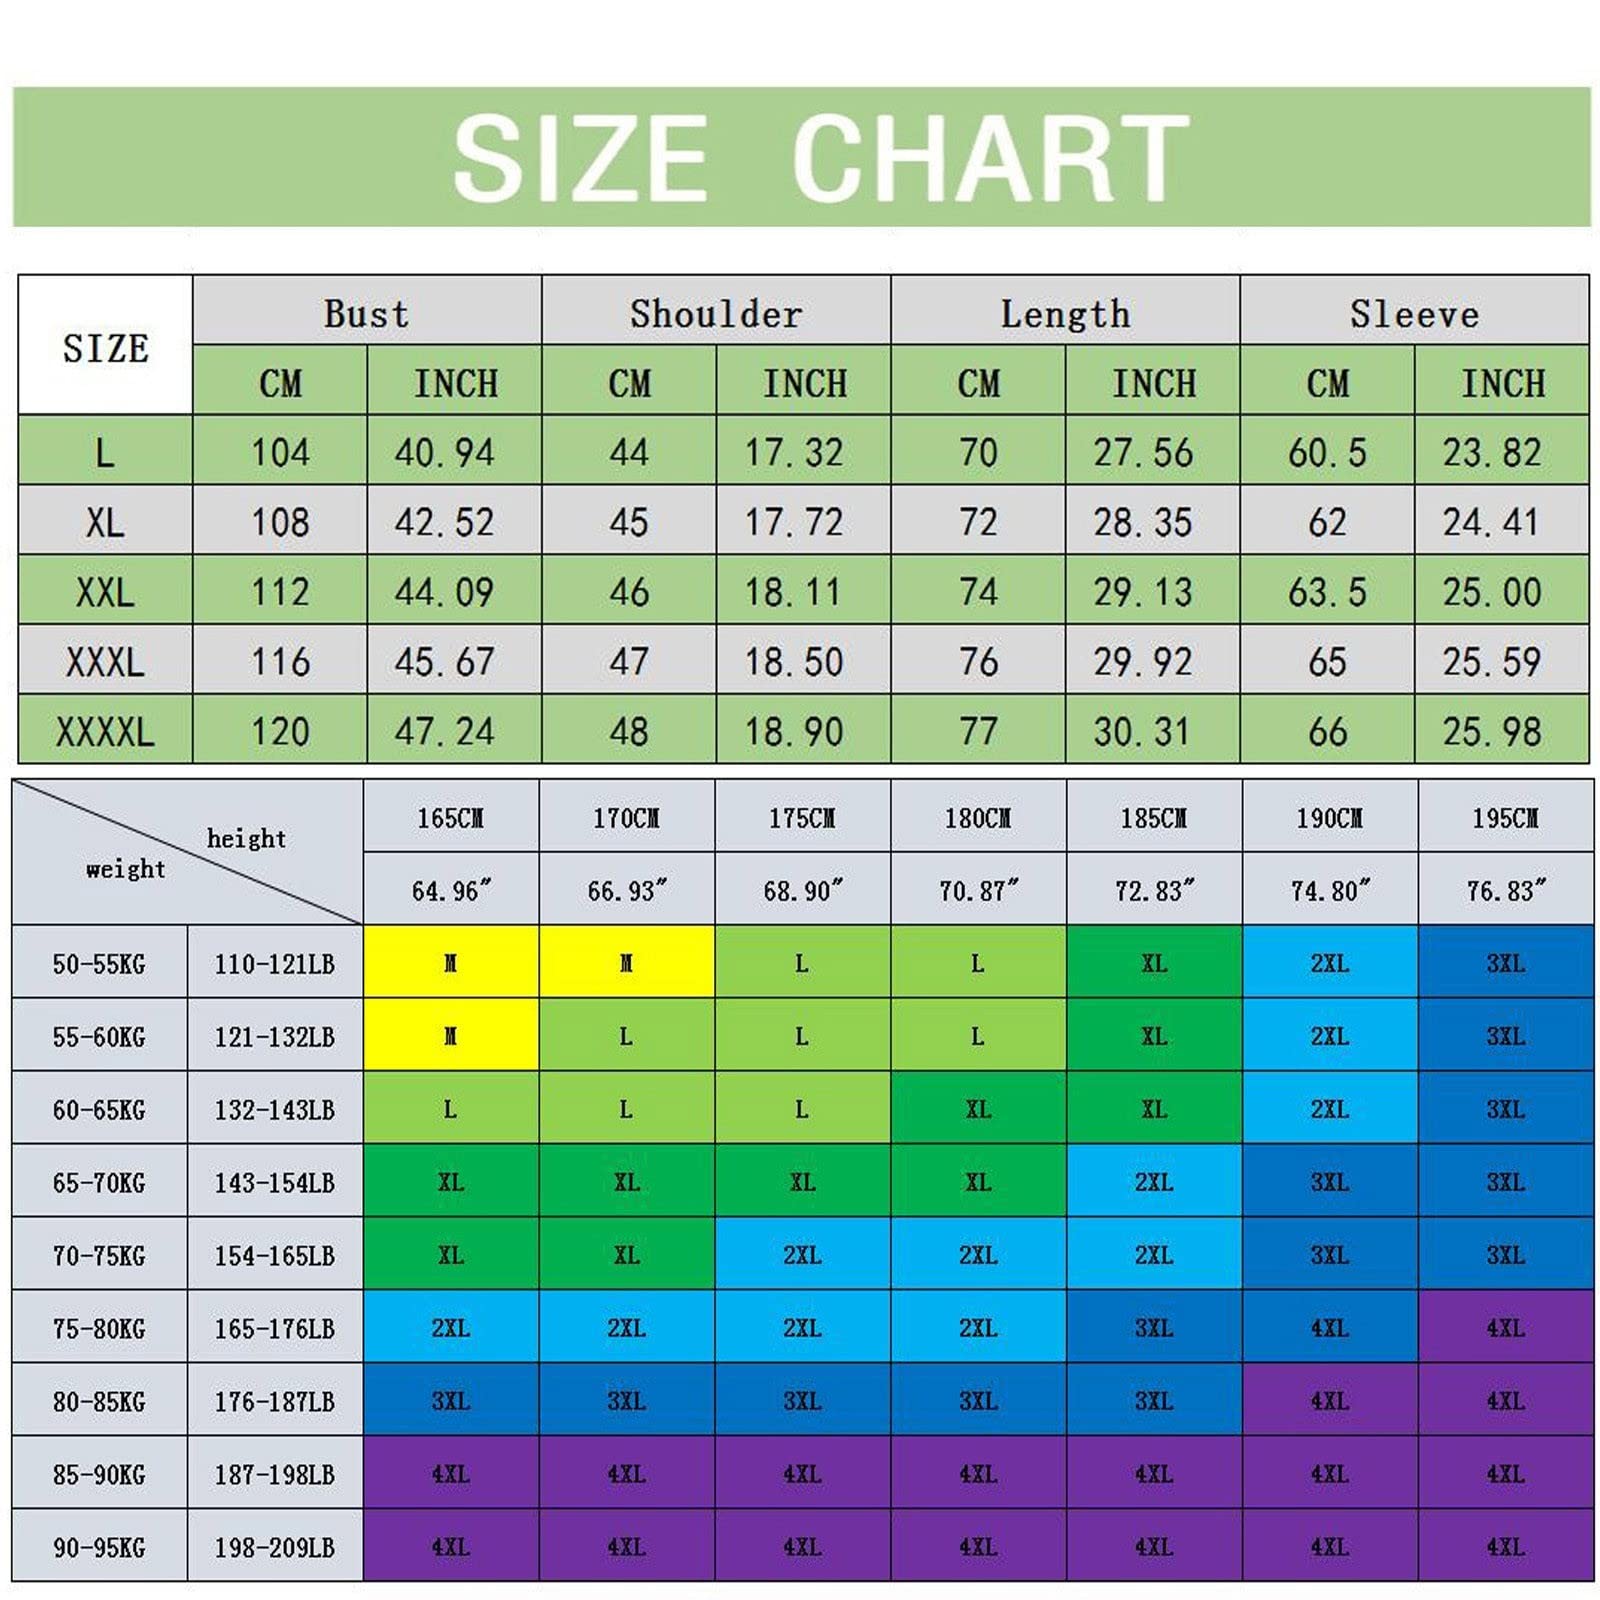 SIZE CHART
SIZE Bust Shoulder Length Sleeve
CM INCH CM INCH CM INCH CM INCH
L 104 40.94 44 17.32 70 27.56 60.5 23.82
XL 108 42.52 45 17.72 72 28.35 62 24.41
XXL 112 44.09 46 18.11 74 29.13 63.5 25.00
XXXL 116 45.67 47 18.50 76 29.92 65 25.59
XXXXL 120 47.24 48 18.90 77 30.31 66 25.98
height 165CM 170CM 175CM 180CM 185CM 190CM 195CM
weight 64.96" 66.93" 68.90" 70.87" 72.83" 74.80" 76.83"
50-55KG 110-121LB M M L L XL 2XL 3XL
55-60KG 121-132LB M L L L XL 2XL 3XL
60-65KG 132-143LB L L L XL XL 2XL 3XL
65-70KG 143-154LB XL XL XL XL 2XL 3XL 3XL
70-75KG 154-165LB XL XL 2XL 2XL 2XL 3XL 3XL
75-80KG 165-176LB 2XL 2XL 2XL 2XL 3XL 4XL 4XL
80-85KG 176-187LB 3XL 3XL 3XL 3XL 3XL 4XL 4XL
85-90KG 187-198LB 4XL 4XL 4XL 4XL 4XL 4XL 4XL
90-95KG 198-209LB 4XL 4XL 4XL 4XL 4XL 4XL 4XL